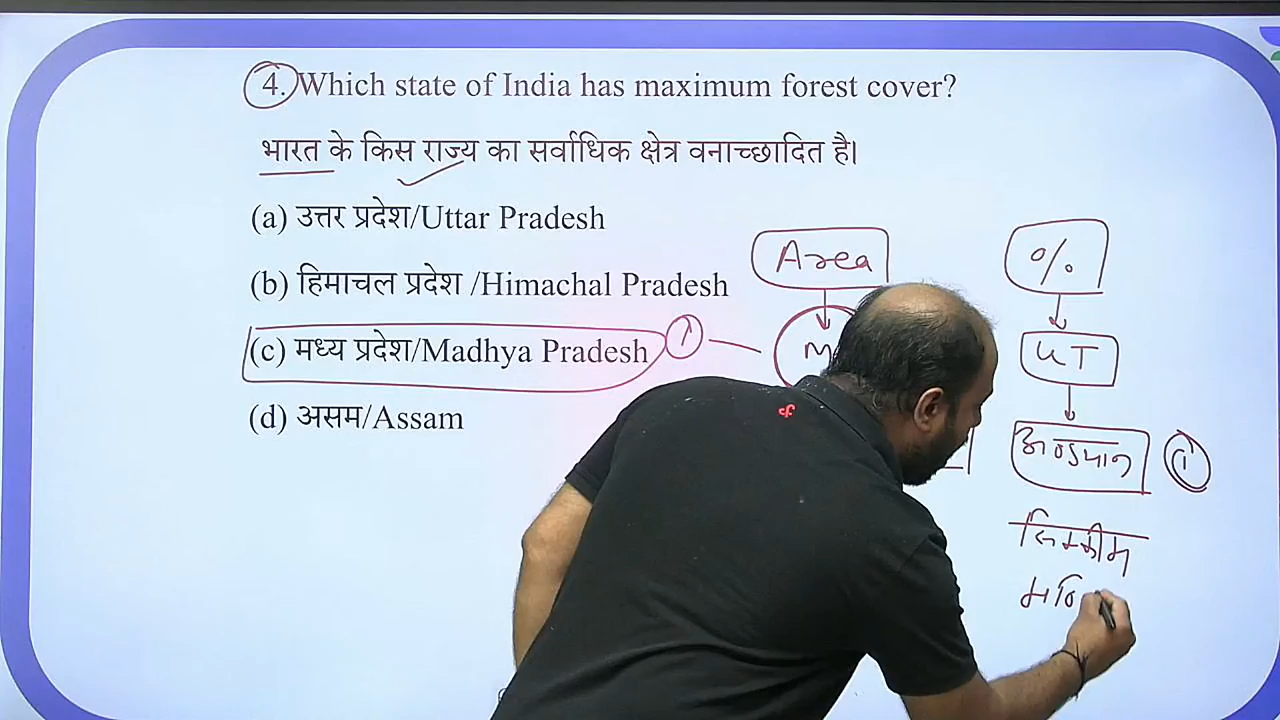 4. Which state of India has maximum forest cover?
भारत के किस राज्य का सर्वाधिक क्षेत्र वनाच्छादित है।
(a) उत्तर प्रदेश/Uttar Pradesh
(b) हिमाचल प्रदेश /Himachal Pradesh
(c) मध्य प्रदेश/Madhya Pradesh
(d) असम/Assam
Area
M
%
UT
अण्डमान
1
सिक्कीम